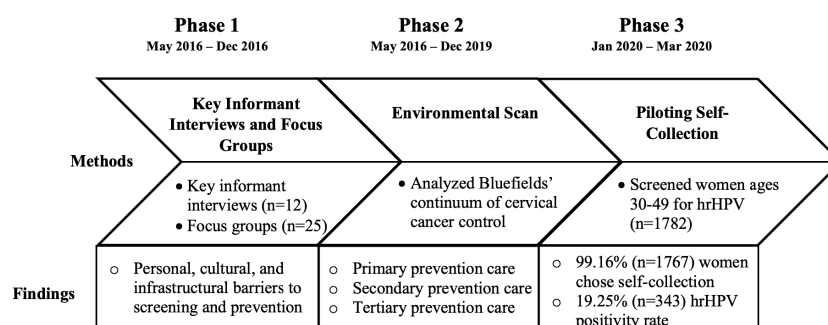 Phase 1
May 2016 – Dec 2016
Phase 2
May 2016 – Dec 2019
Phase 3
Jan 2020 – Mar 2020
Methods
Key Informant
Interviews and Focus
Groups
• Key informant
interviews (n=12)
• Focus groups (n=25)
Environmental Scan
• Analyzed Bluefields'
continuum of cervical
cancer control
Piloting Self-
Collection
• Screened women ages
30-49 for hrHPV
(n=1782)
Findings
o Personal, cultural, and
infrastructural barriers to
screening and prevention
o Primary prevention care
o Secondary prevention care
o Tertiary prevention care
o 99.16% (n=1767) women
chose self-collection
o 19.25% (n=343) hrHPV
positivity rate